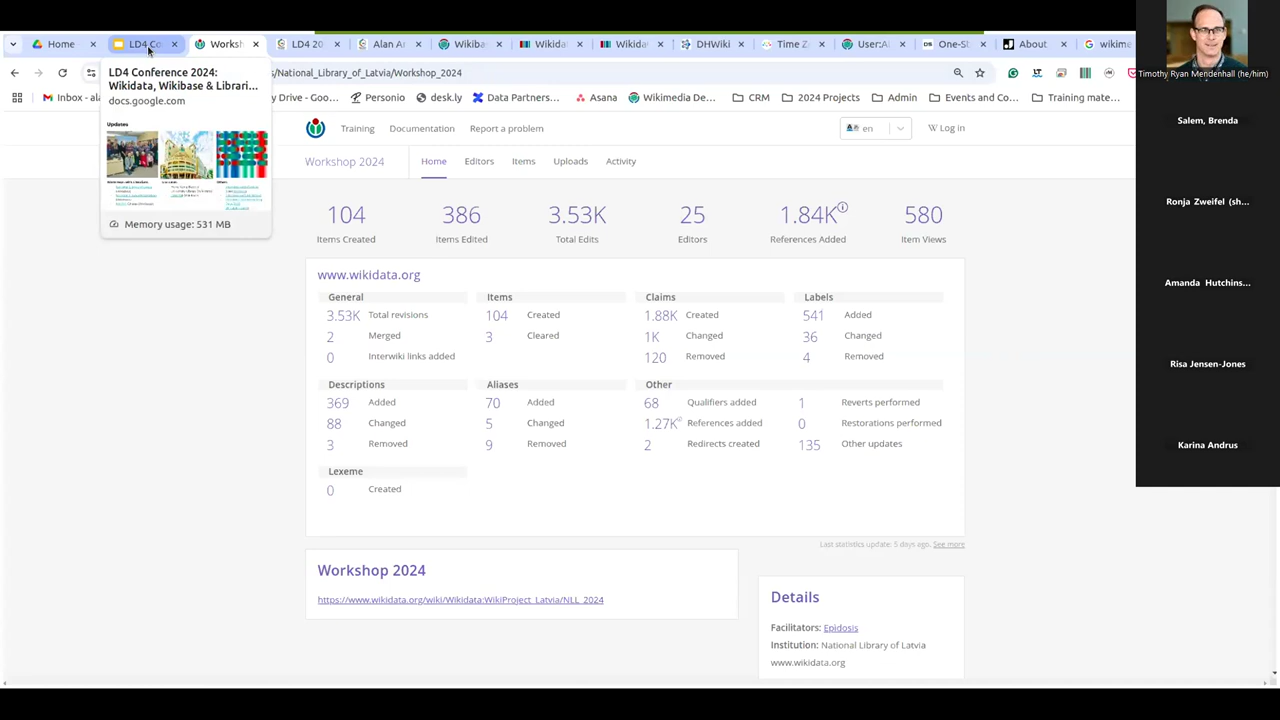 Home
LD4 Co
Worksh
LD4 20
Alan Ar
Wikiba
Wikida
Wikida
DHWiki
Time Z
User:Al
One-St
About
wikime
/National_Library_of_Latvia/Workshop_2024
Inbox - ala
y Drive - Goo...
Personio
desk.ly
Data Partners...
Asana
Wikimedia De...
CRM
2024 Projects
Admin
Events and Co...
Training mate...
LD4 Conference 2024:
Wikidata, Wikibase & Librari...
docs.google.com
Updates
Memory usage: 531 MB
Training
Documentation
Report a problem
en
Log in
Workshop 2024
Home
Editors
Items
Uploads
Activity
104
386
3.53K
25
1.84K
580
Items Created
Items Edited
Total Edits
Editors
References Added
Item Views
www.wikidata.org
General
Items
Claims
Labels
3.53K Total revisions
104 Created
1.88K Created
541 Added
2 Merged
3 Cleared
1K Changed
36 Changed
0 Interwiki links added
120 Removed
4 Removed
Descriptions
Aliases
Other
369 Added
70 Added
68 Qualifiers added
1 Reverts performed
88 Changed
5 Changed
1.27K References added
0 Restorations performed
3 Removed
9 Removed
2 Redirects created
135 Other updates
Lexeme
0 Created
Last statistics update: 5 days ago. See more
Workshop 2024
https://www.wikidata.org/wiki/Wikidata:WikiProject_Latvia/NLL_2024
Details
Facilitators: Epìdosis
Institution: National Library of Latvia
www.wikidata.org
Timothy Ryan Mendenhall (he/him)
Salem, Brenda
Ronja Zweifel (sh...
Amanda Hutchins...
Risa Jensen-Jones
Karina Andrus